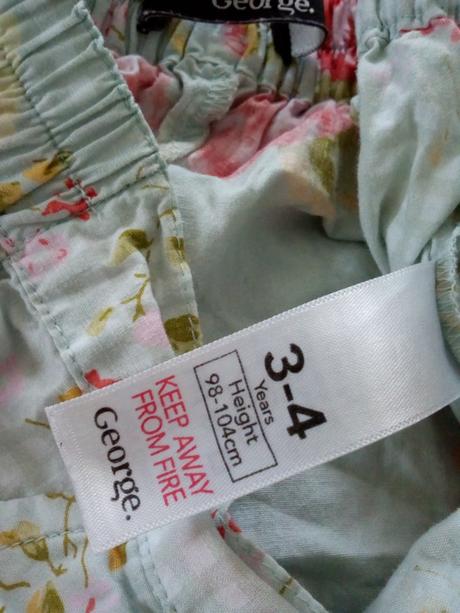 George.
3-4
Years
Height
98-104cm
KEEP AWAY
FROM FIRE
George.